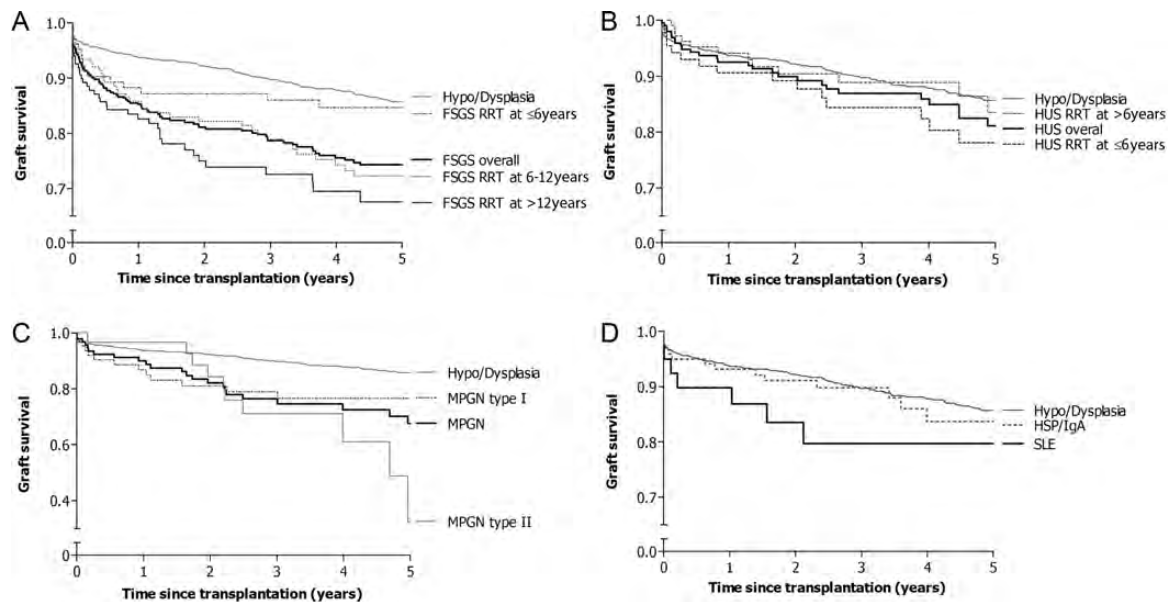 A
Graft survival
1.0
0.9
0.8
0.7
0.0
Hypo/Dysplasia
FSGS RRT at ≤6years
FSGS overall
FSGS RRT at 6-12years
FSGS RRT at >12years
0 1 2 3 4 5
Time since transplantation (years)
B
Graft survival
1.0
0.9
0.8
0.7
0.0
Hypo/Dysplasia
HUS RRT at >6years
HUS overal
HUS RRT at ≤6years
0 1 2 3 4 5
Time since transplantation (years)
C
Graft survival
1.0
0.8
0.6
0.4
0
Hypo/Dysplasia
MPGN type I
MPGN
MPGN type II
0 1 2 3 4 5
Time since transplantation (years)
D
Graft survival
1.0
0.9
0.8
0.7
0.0
Hypo/Dysplasia
HSP/IgA
SLE
0 1 2 3 4 5
Time since transplantation (years)